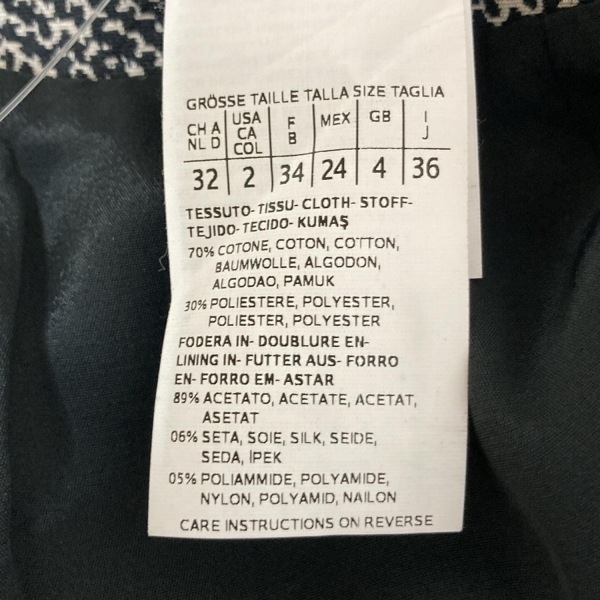 GRÖSSE TAILLE TALLA SIZE TAGLIA
CH A NL D USA CA COL F B MEX GB I J
32 2 34 24 4 36
TESSUTO- TISSU- CLOTH- STOFF-
TEJIDO- TECIDO- KUMAŞ
70% COTONE, COTON, COTTON,
BAUMWOLLE, ALGODON,
ALGODAO, PAMUK
30% POLIESTERE, POLYESTER,
POLIESTER, POLYESTER
FODERA IN- DOUBLURE EN-
LINING IN- FUTTER AUS- FORRO
EN- FORRO EM- ASTAR
89% ACETATO, ACETATE, ACETAT,
ASETAT
06% SETA, SOIE, SILK, SEIDE,
SEDA, İPEK
05% POLIAMMIDE, POLYAMIDE,
NYLON, POLYAMID, NAILON
CARE INSTRUCTIONS ON REVERSE